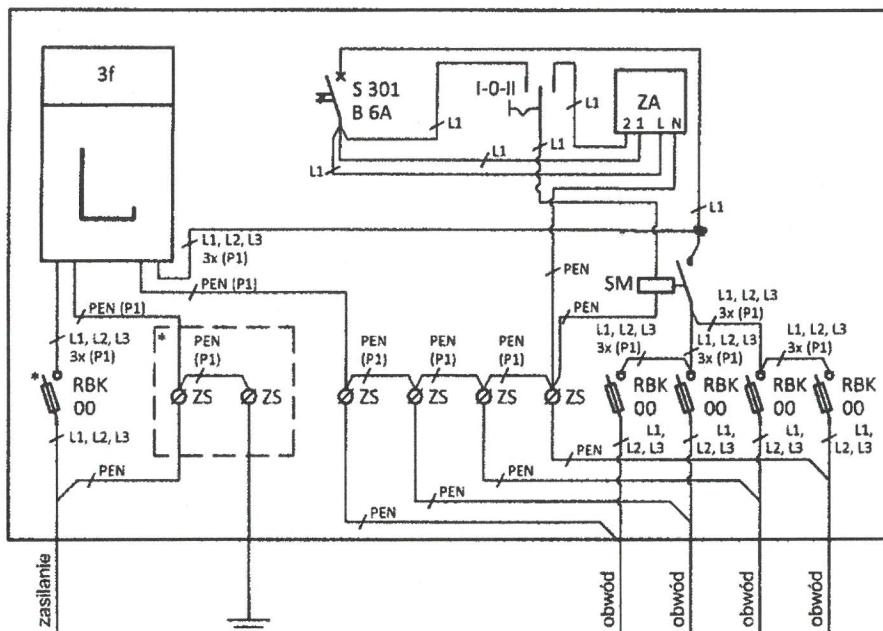 3f
S 301
B 6A
I-0-II
ZA
2 1 L N
L1
L1
L1
L1
L1
L1
L1, L2, L3
3x (P1)
PEN (P1)
PEN (P1)
PEN
PEN
SM
L1, L2, L3
3x (P1)
*
PEN
(P1)
PEN
(P1)
PEN
(P1)
PEN
(P1)
L1, L2, L3
3x (P1)
L1, L2, L3
3x (P1)
L1, L2, L3
3x (P1)
L1, L2, L3
3x (P1)
*
RBK
00
ZS
ZS
ZS
ZS
ZS
ZS
RBK
00
RBK
00
RBK
00
RBK
00
L1, L2, L3
L1,
L2, L3
L1,
L2, L3
L1,
L2, L3
L1,
L2, L3
PEN
PEN
PEN
PEN
PEN
zasilanie
obwód
obwód
obwód
obwód